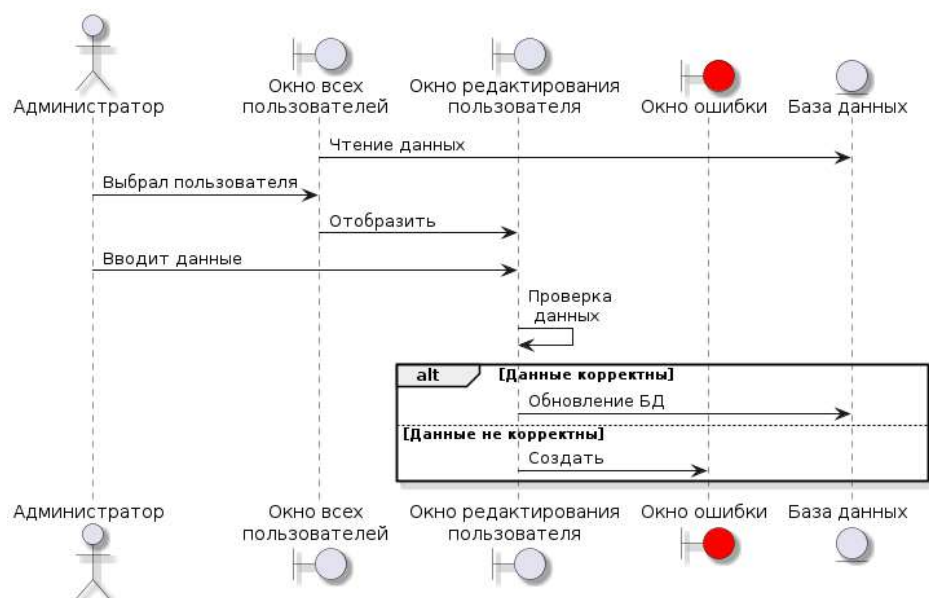 Администратор
Окно всех
пользователей
Окно редактирования
пользователя
Окно ошибки
База данных
Чтение данных
Выбрал пользователя
Отобразить
Вводит данные
Проверка
данных
alt
[Данные корректны]
Обновление БД
[Данные не корректны]
Создать
Администратор
Окно всех
пользователей
Окно редактирования
пользователя
Окно ошибки
База данных